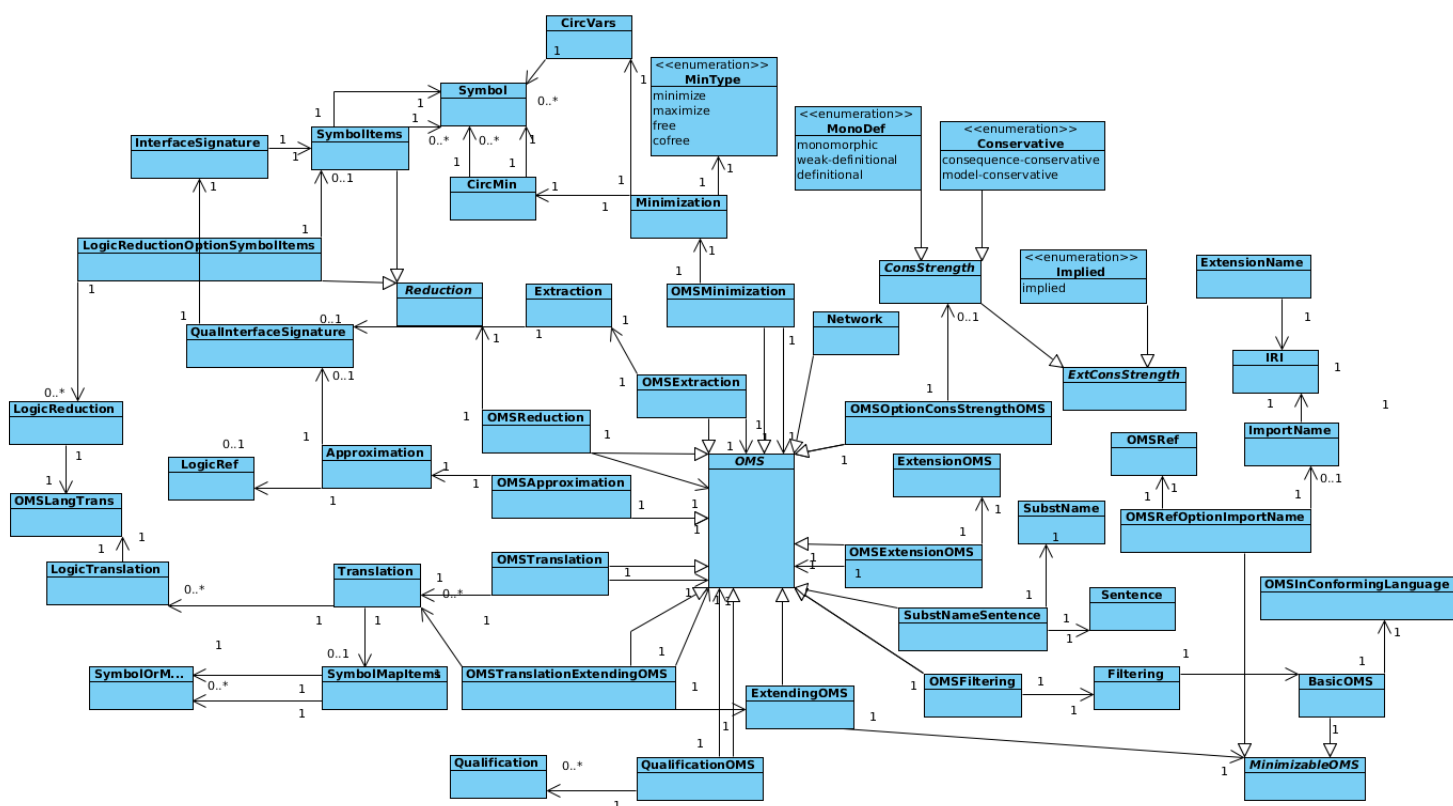 CircVars
1
<<enumeration>>
MinType
minimize
maximize
free
cofree
1
Symbol
0..*
1
1
1
0..*
0..*
1
<<enumeration>>
MonoDef
monomorphic
weak-definitional
definitional
<<enumeration>>
Conservative
consequence-conservative
model-conservative
InterfaceSignature
1
1
SymbolItems
1
1
1
1
0..1
CircMin
1
1
Minimization
1
1
1
LogicReductionOptionSymbolItems
1
1
1
1
ConsStrength
<<enumeration>>
Implied
implied
ExtensionName
1
Reduction
Extraction
OMSMinimization
1
Network
0..1
QualInterfaceSignature
0..1
1
1
1
1
1
IRI
1
1
0..1
OMSExtraction
1
1
ExtConsStrength
0..*
LogicReduction
1
OMSReduction
1
1
OMSOptionConsStrengthOMS
1
1
ImportName
1
OMSRef
1
0..1
LogicRef
Approximation
1
1
OMS
1
ExtensionOMS
1
1
0..1
OMSLangTrans
1
1
OMSApproximation
1
1
1
SubstName
1
OMSRefOptionImportName
1
1
LogicTranslation
0..*
Translation
1
1
OMSTranslation
1
0..*
1
1
OMSExtensionOMS
1
1
OMSInConformingLanguage
1
SubstNameSentence
1
Sentence
1
1
1
0..1
SymbolOrM...
0..*
1
1
SymbolMapItems
1
OMSTranslationExtendingOMS
1
1
1
ExtendingOMS
1
OMSFiltering
1
1
Filtering
1
1
BasicOMS
1
1
Qualification
0..*
1
QualificationOMS
1
1
MinimizableOMS
1